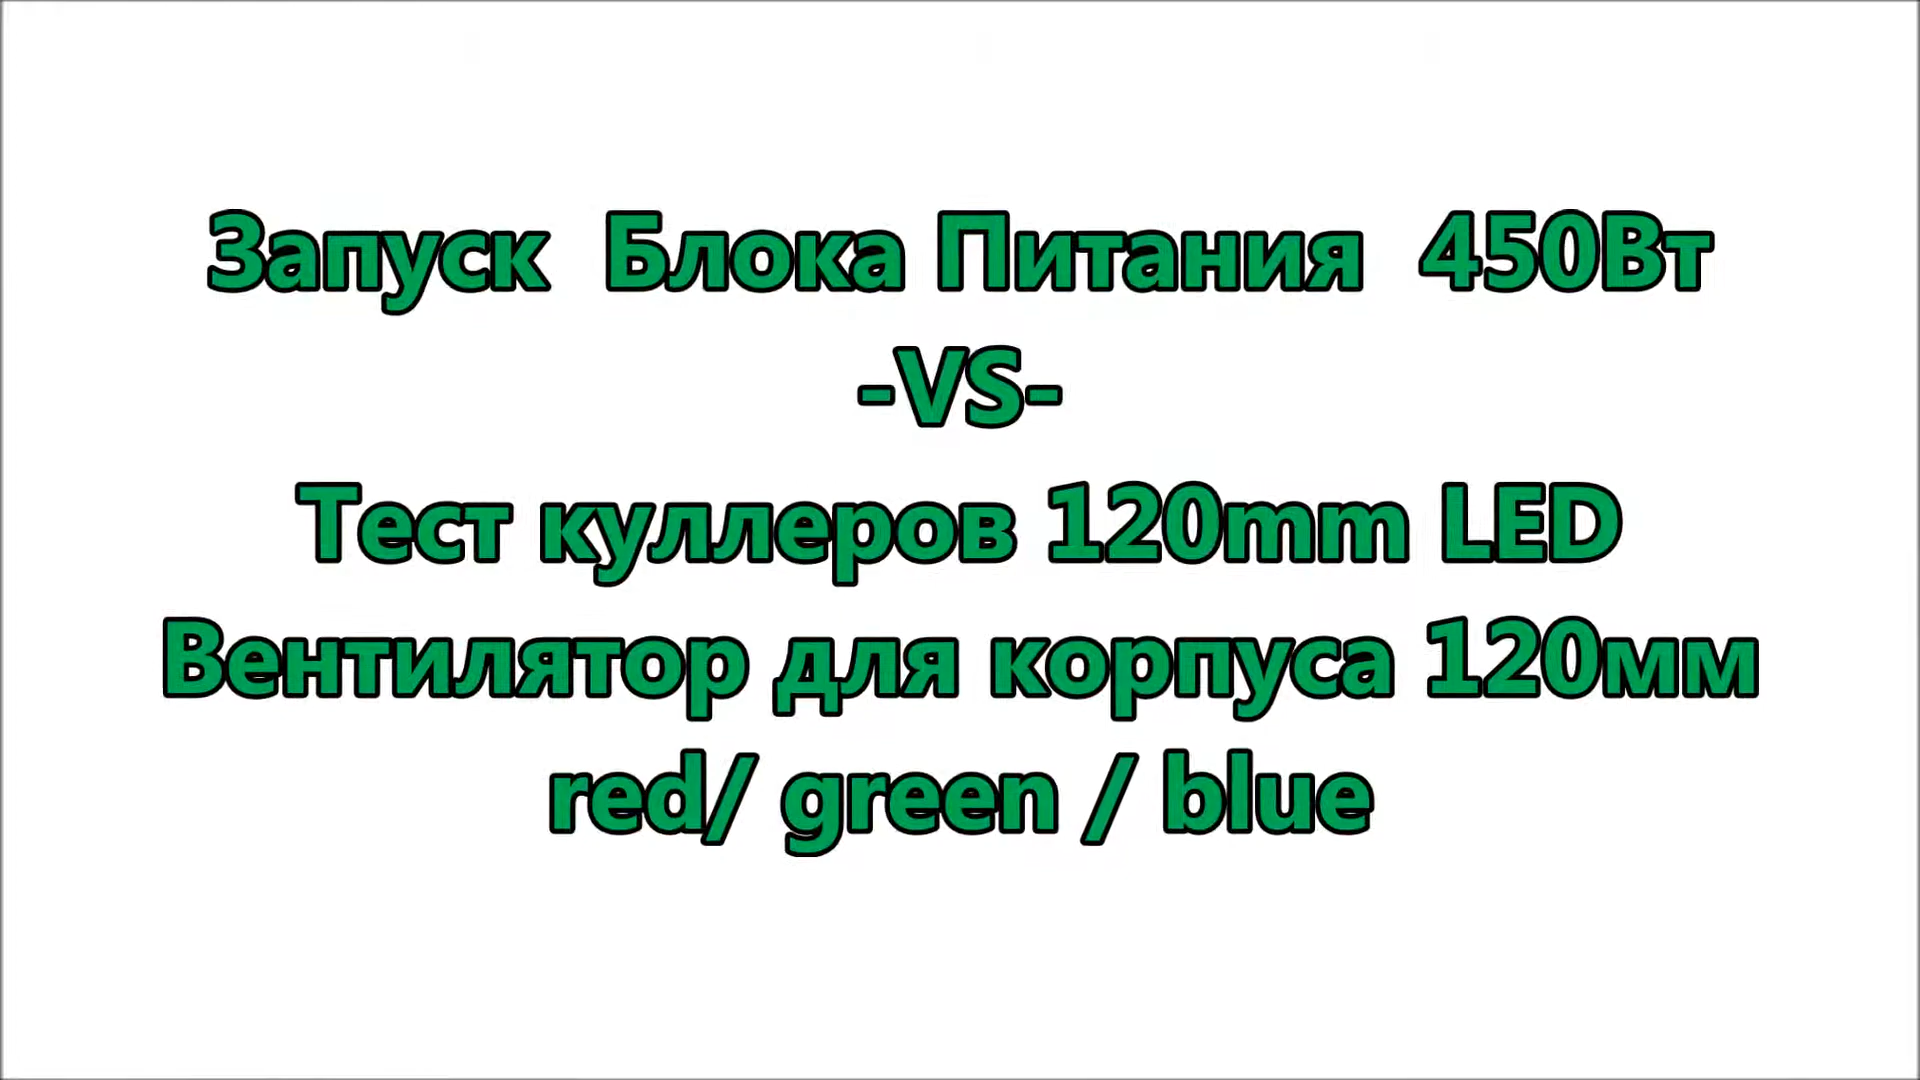 Запуск Блока Питания 450Вт
-VS-
Тест куллеров 120mm LED
Вентилятор для корпуса 120мм
red/ green / blue